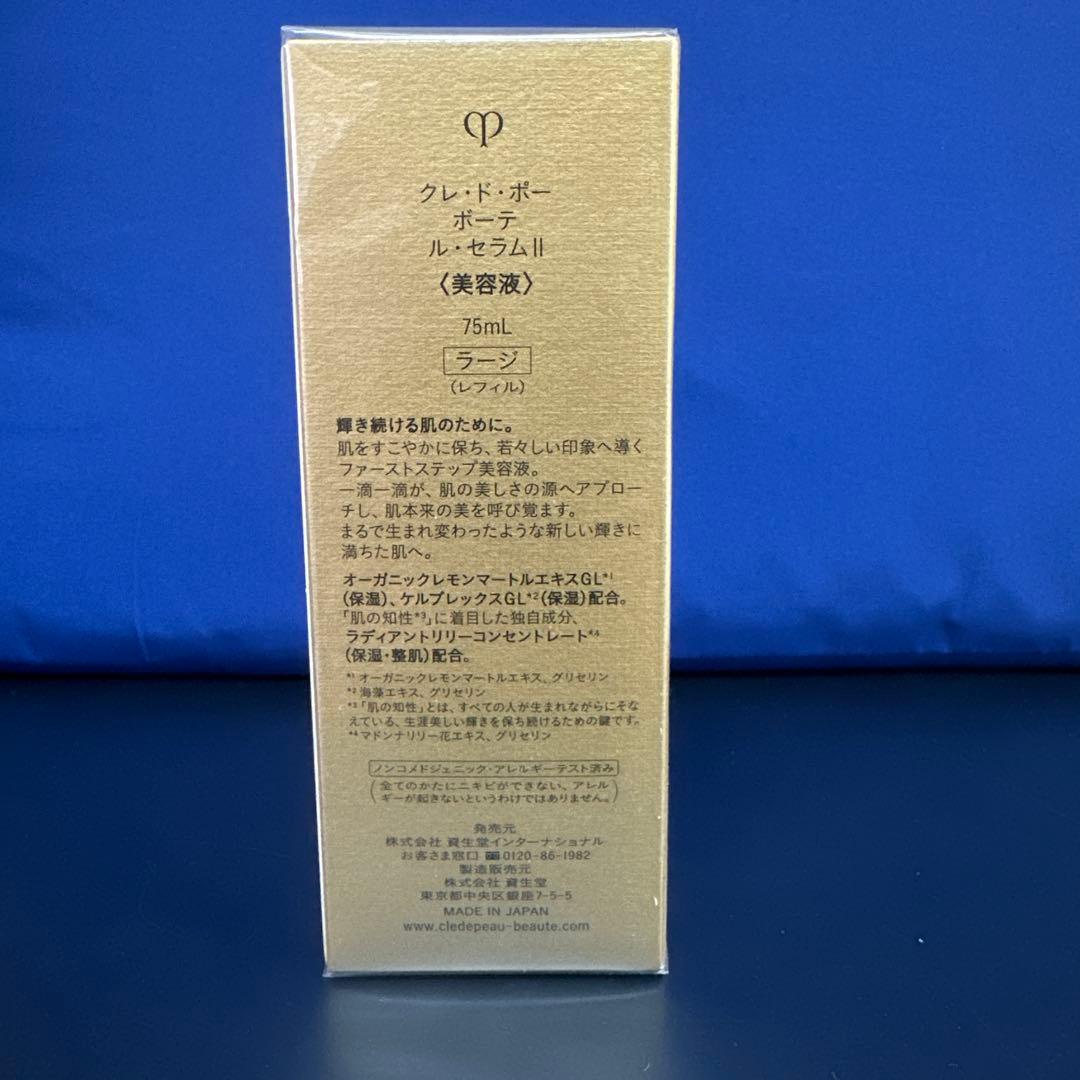 クレ・ド・ポー
ボーテ
ル・セラムⅡ
〈美容液〉
75mL
ラージ
(レフィル)
輝き続ける肌のために。
肌をすこやかに保ち、若々しい印象へ導く
ファーストステップ美容液。
一滴一滴が、肌の美しさの源へアプロー
チし、肌本来の美を呼び覚ます。
まるで生まれ変わったような新しい輝きに
満ちた肌へ。
オーガニックレモンマートルエキスGL*1
(保湿)、ケルプレックスGL*2(保湿)配合。
「肌の知性*3」に着目した独自成分、
ラディアントリリーコンセントレート*4
(保湿・整肌)配合。
*1 オーガニックレモンマートルエキス、グリセリン
*2 海藻エキス、グリセリン
*3「肌の知性」とは、すべての人が生まれながらにそな
えている、生涯美しい輝きを保ち続けるための鍵です。
*4 マドンナリリー花エキス、グリセリン
ノンコメドジェニック・アレルギーテスト済み
(全てのかたにニキビができない、アレル
ギーが起きないというわけではありません。)
発売元
株式会社 資生堂インターナショナル
お客さま窓口 0120-86-1982
製造販売元
株式会社 資生堂
東京都中央区銀座7-5-5
MADE IN JAPAN
www.cledepeau-beaute.com